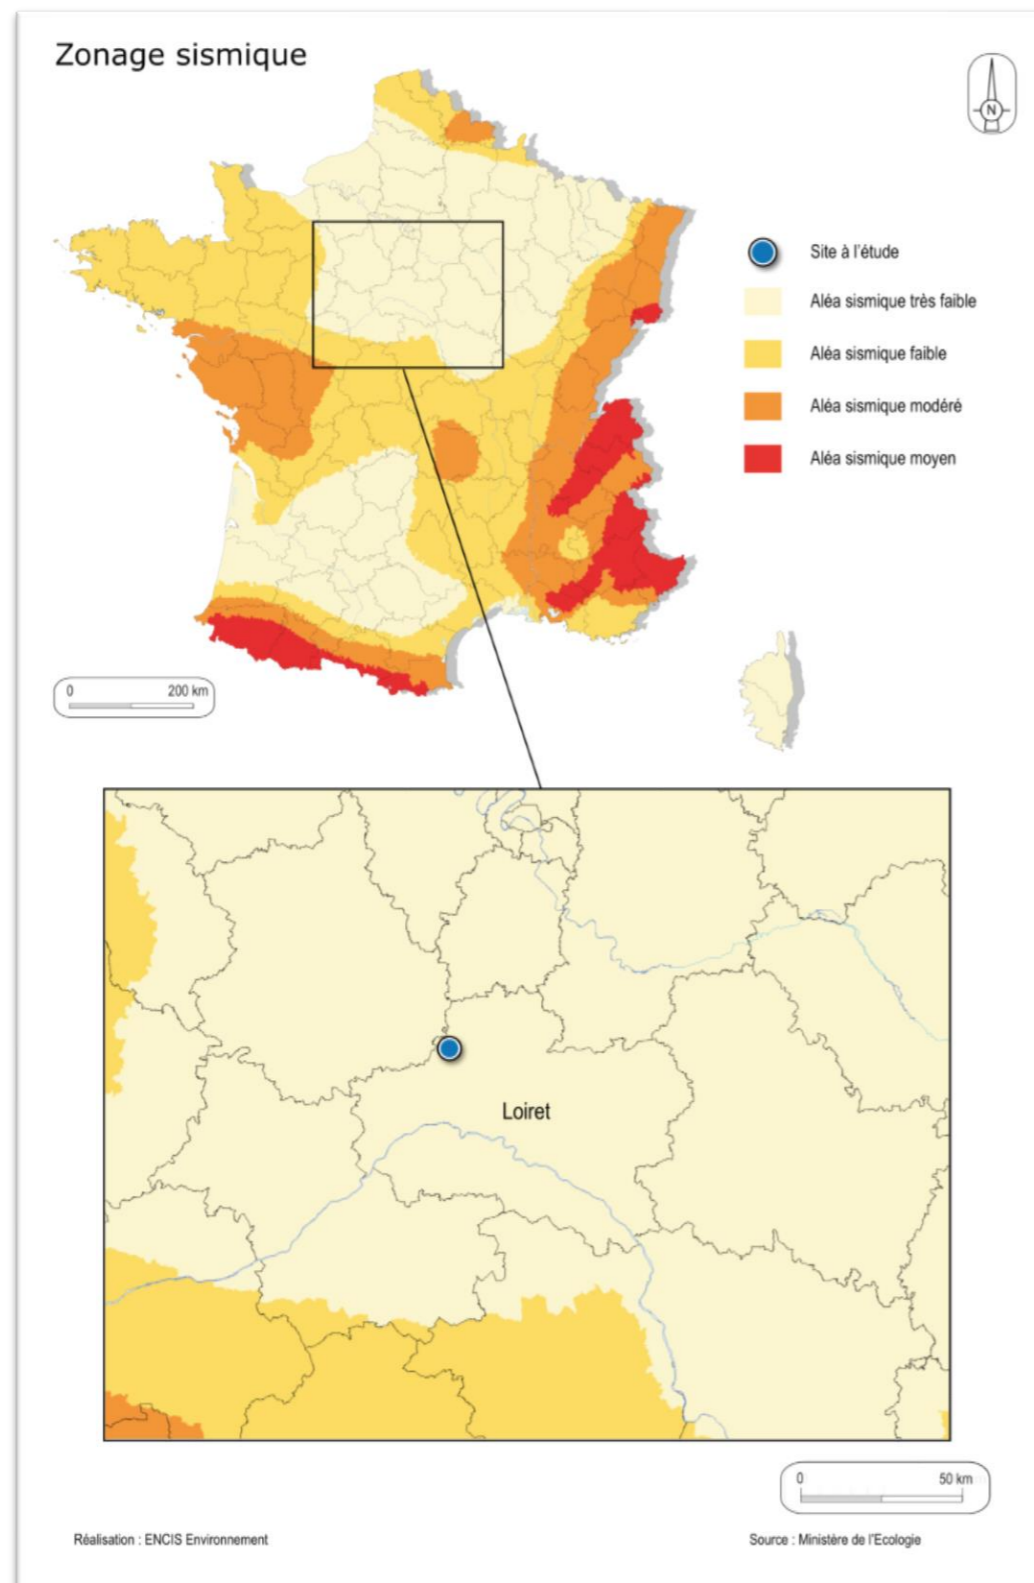 Zonage sismique
N
Site à l'étude
Aléa sismique très faible
Aléa sismique faible
Aléa sismique modéré
Aléa sismique moyen
0 200 km
Loiret
0 50 km
Réalisation : ENCIS Environnement
Source : Ministère de l'Ecologie